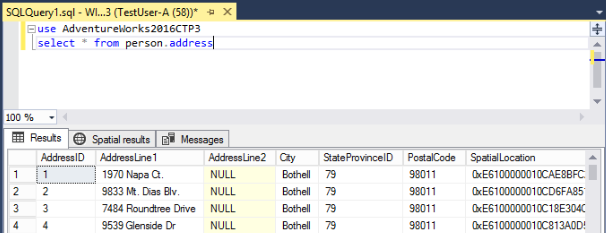 SQLQuery1.sql - WI...3 (TestUser-A (58))*
use AdventureWorks2016CTP3
select * from person.address
100 %
Results Spatial results Messages
AddressID AddressLine1 AddressLine2 City StateProvinceID PostalCode SpatialLocation
1 1 1970 Napa Ct. NULL Bothell 79 98011 0xE6100000010CAE8BFC
2 2 9833 Mt. Dias Blv. NULL Bothell 79 98011 0xE6100000010CD6FA851
3 3 7484 Roundtree Drive NULL Bothell 79 98011 0xE6100000010C18E304C
4 4 9539 Glenside Dr NULL Bothell 79 98011 0xE6100000010C813A0D5